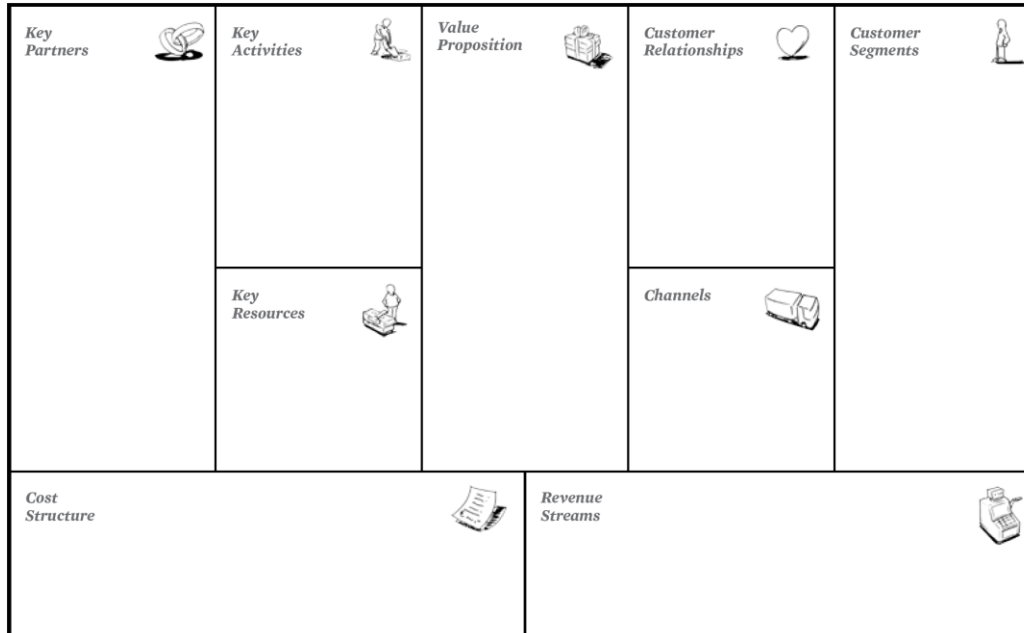 Key
Partners
Key
Activities
Value
Proposition
Customer
Relationships
Customer
Segments
Key
Resources
Channels
Cost
Structure
Revenue
Streams